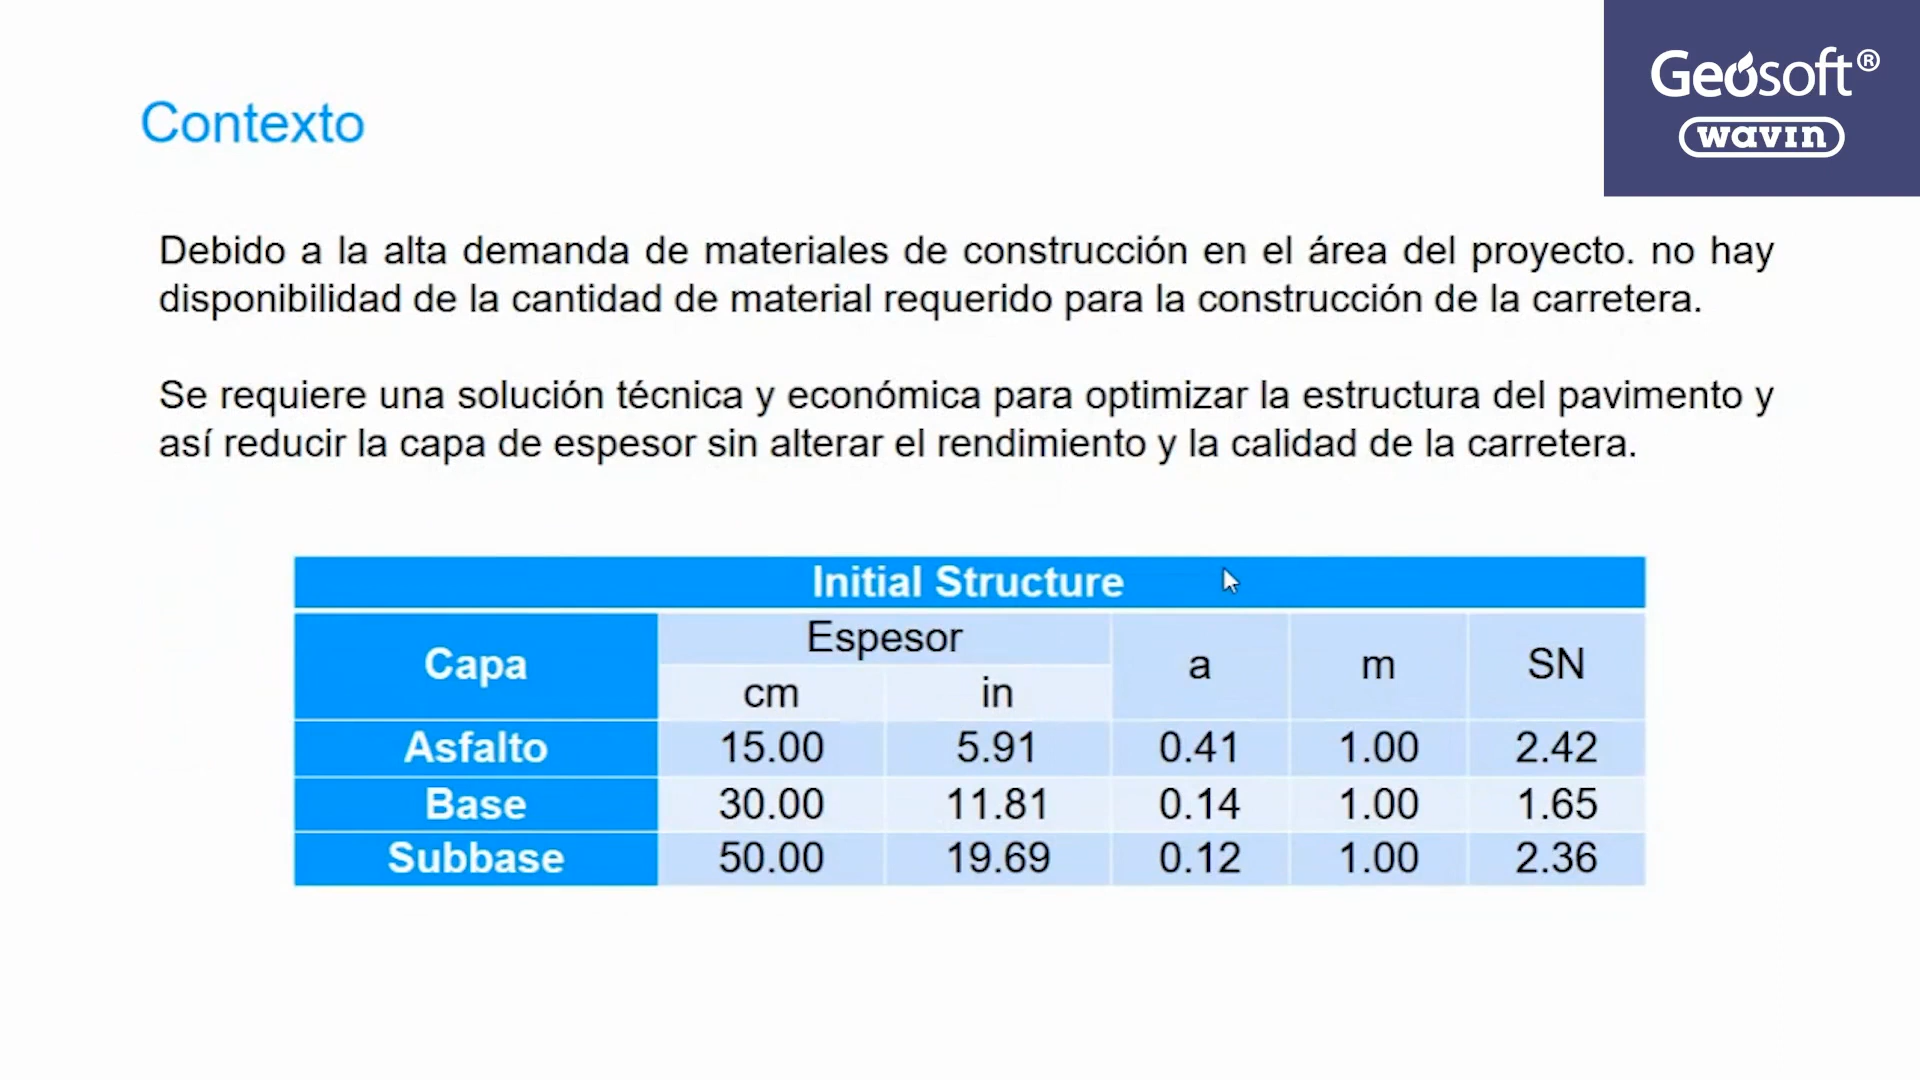 Geosoft®
wavin
Contexto
Debido a la alta demanda de materiales de construcción en el área del proyecto. no hay
disponibilidad de la cantidad de material requerido para la construcción de la carretera.
Se requiere una solución técnica y económica para optimizar la estructura del pavimento y
así reducir la capa de espesor sin alterar el rendimiento y la calidad de la carretera.
Initial Structure
Capa Espesor a m SN
cm in
Asfalto 15.00 5.91 0.41 1.00 2.42
Base 30.00 11.81 0.14 1.00 1.65
Subbase 50.00 19.69 0.12 1.00 2.36